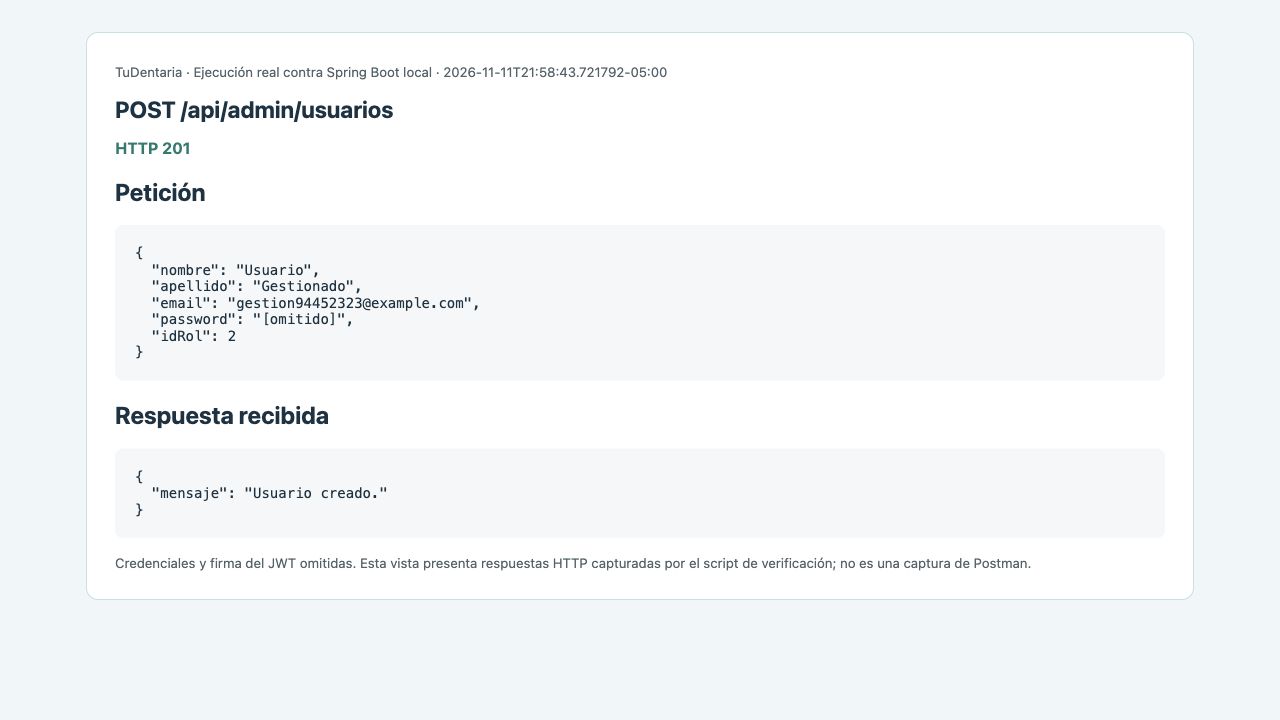 TuDentaria · Ejecución real contra Spring Boot local · 2026-11-11T21:58:43.721792-05:00
POST /api/admin/usuarios
HTTP 201
Petición
{
  "nombre": "Usuario",
  "apellido": "Gestionado",
  "email": "gestion94452323@example.com",
  "password": "[omitido]",
  "idRol": 2
}
Respuesta recibida
{
  "mensaje": "Usuario creado."
}
Credenciales y firma del JWT omitidas. Esta vista presenta respuestas HTTP capturadas por el script de verificación; no es una captura de Postman.